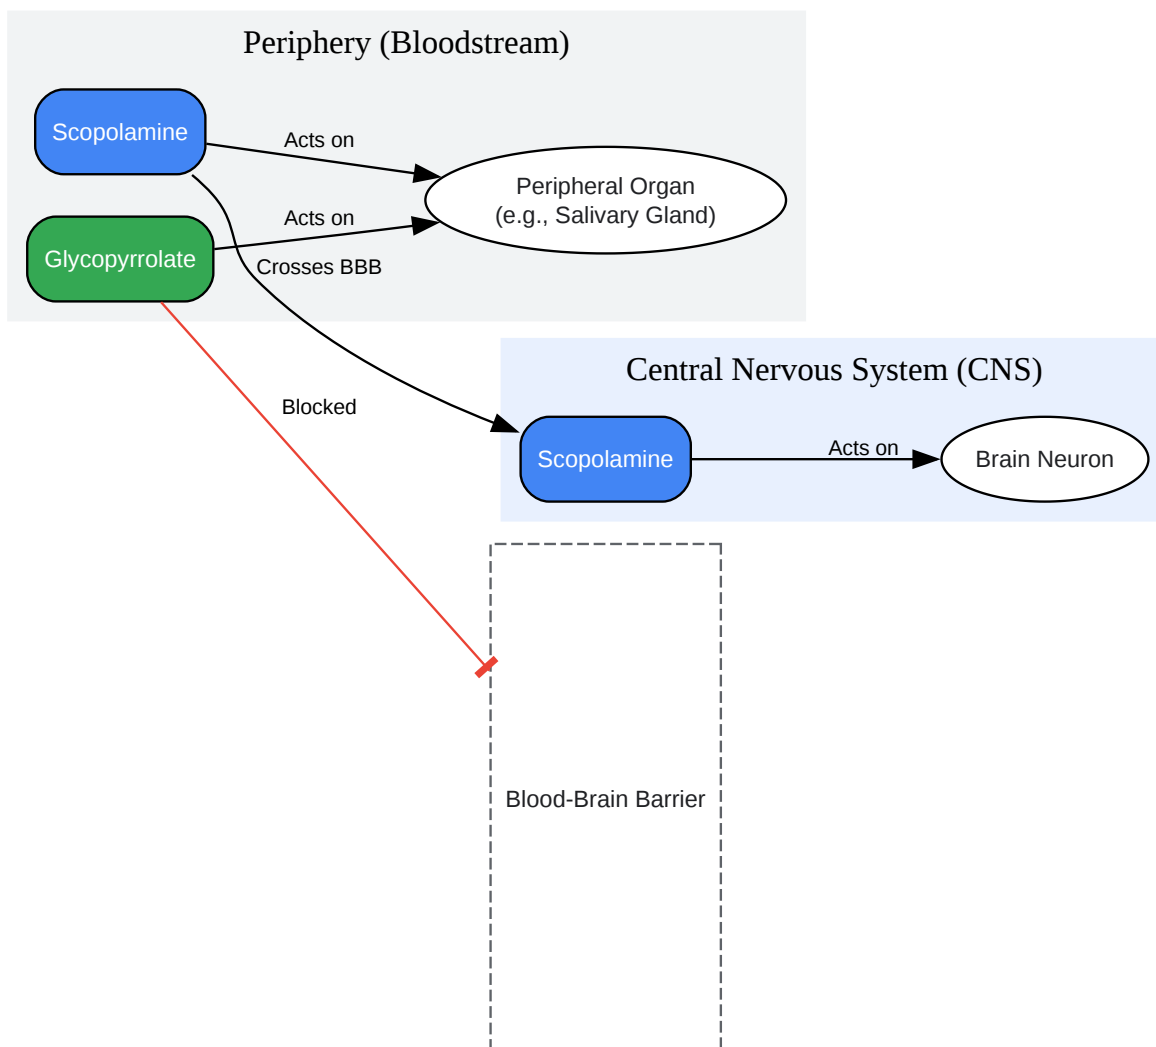 Periphery (Bloodstream)
Scopolamine
Acts on
Peripheral Organ
(e.g., Salivary Gland)
Acts on
Glycopyrrolate
Crosses BBB
Central Nervous System (CNS)
Blocked
Scopolamine
Acts on
Brain Neuron
Blood-Brain Barrier